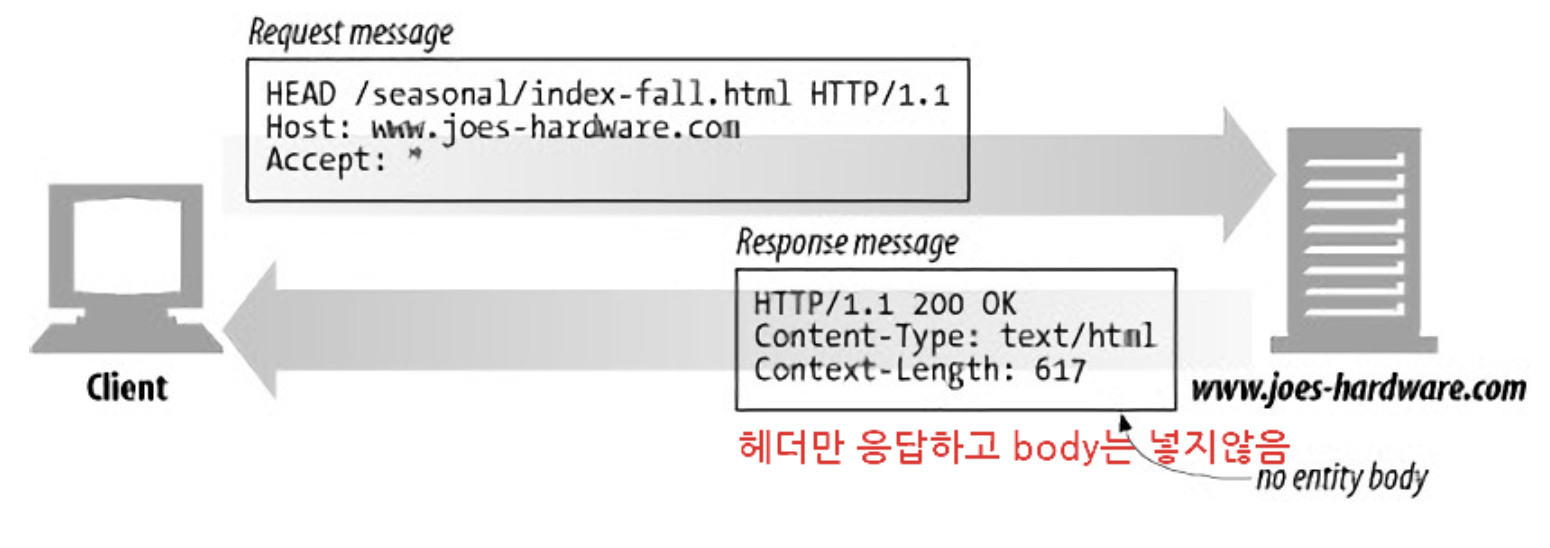 Request message
HEAD /seasonal/index-fall.html HTTP/1.1
Host: www.joes-hardware.com
Accept: *
Response message
HTTP/1.1 200 OK
Content-Type: text/html
Context-Length: 617
Client
www.joes-hardware.com
헤더만 응답하고 body는 넣지않음
no entity body